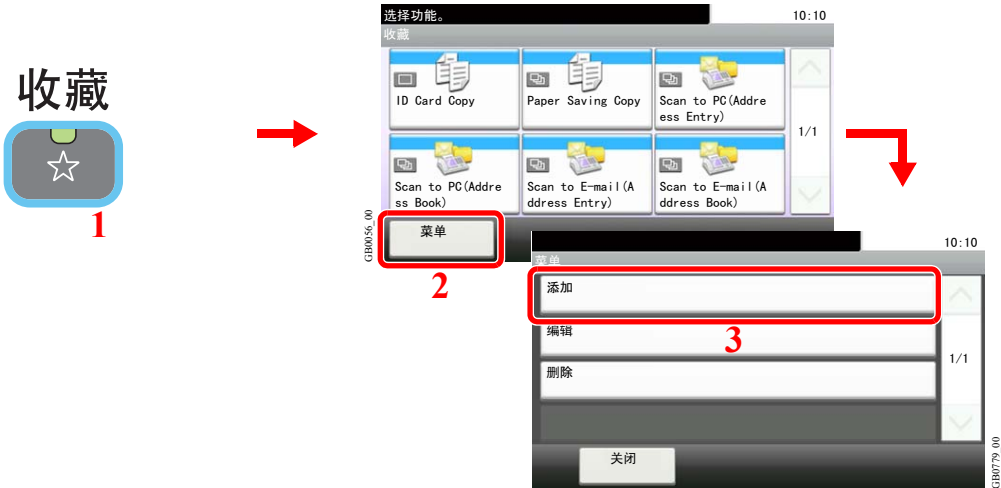 收藏
1
选择功能。
10:10
收藏
ID Card Copy
Paper Saving Copy
Scan to PC(Addre
ess Entry)
1/1
Scan to PC(Addre
ss Book)
Scan to E-mail(A
ddress Entry)
Scan to E-mail(A
ddress Book)
菜单
GB0056_00
2
10:10
菜单
添加
3
编辑
1/1
删除
关闭
GB0779_00